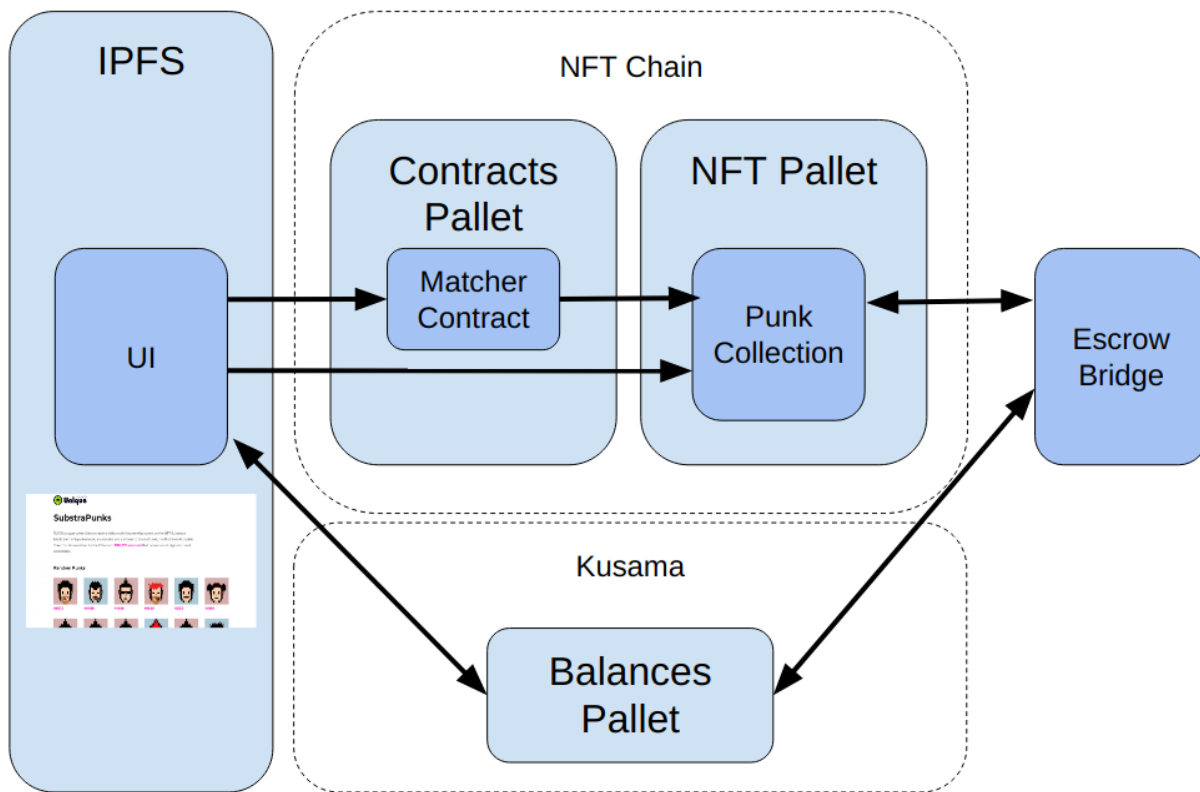 IPFS
NFT Chain
Contracts
Pallet
NFT Pallet
UI
Matcher
Contract
Punk
Collection
Escrow
Bridge
Unique
SubstraPunks
Kusama
Balances
Pallet